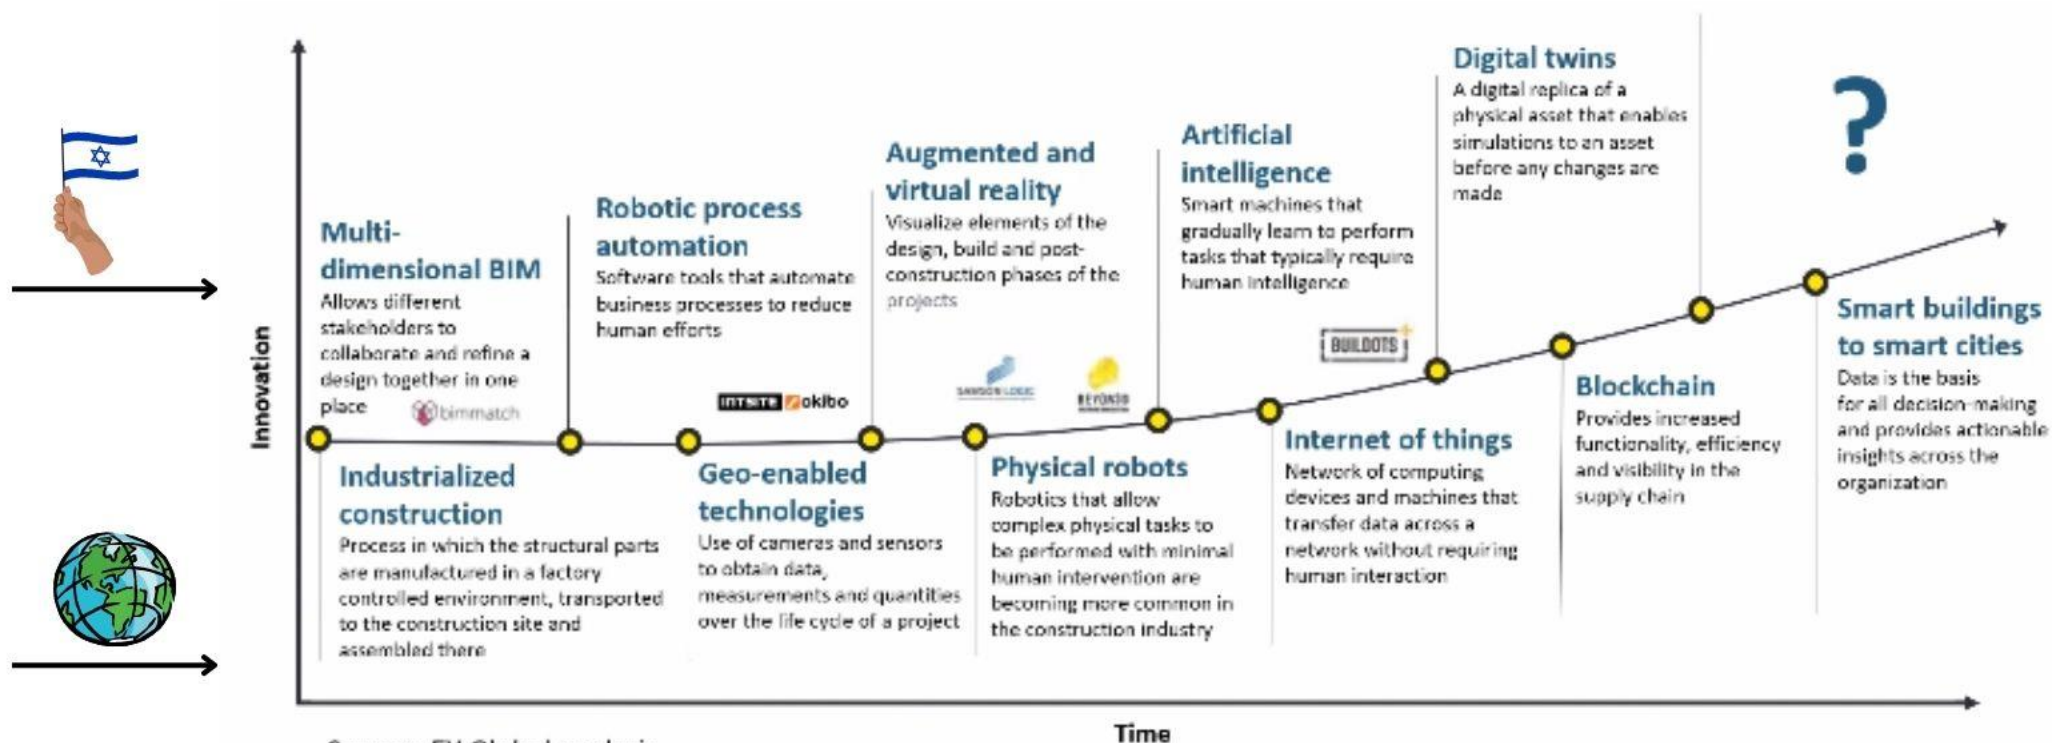 Innovation
Multi-
dimensional BIM
Allows different
stakeholders to
collaborate and refine a
design together in one
place
bimmatch
Industrialized
construction
Process in which the structural parts
are manufactured in a factory
controlled environment, transported
to the construction site and
assembled there
Robotic process
automation
Software tools that automate
business processes to reduce
human efforts
INTSITE
okibo
Geo-enabled
technologies
Use of cameras and sensors
to obtain data,
measurements and quantities
over the life cycle of a project
Augmented and
virtual reality
Visualize elements of the
design, build and post-
construction phases of the
projects
SAMSON LOGIC
Physical robots
Robotics that allow
complex physical tasks to
be performed with minimal
human intervention are
becoming more common in
the construction industry
Artificial
intelligence
Smart machines that
gradually learn to perform
tasks that typically require
human intelligence
BUILDOTS
Internet of things
Network of computing
devices and machines that
transfer data across a
network without requiring
human interaction
Digital twins
A digital replica of a
physical asset that enables
simulations to an asset
before any changes are
made
Blockchain
Provides increased
functionality, efficiency
and visibility in the
supply chain
?
Smart buildings
to smart cities
Data is the basis
for all decision-making
and provides actionable
insights across the
organization
Time